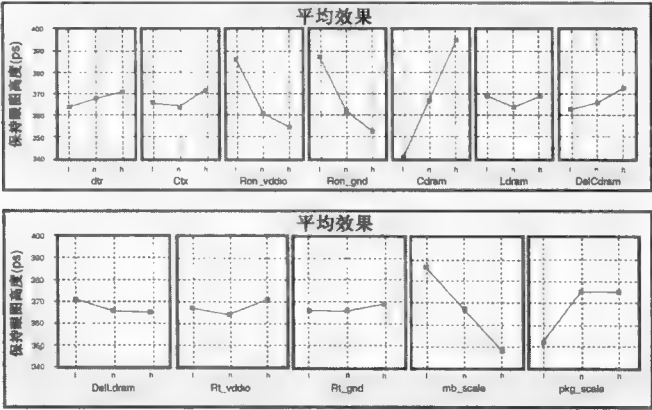 平均效果
保持眼图高度(ps)
400
390
380
370
360
350
340
l n h l n h l n h l n h l n h l n h l n h
dtr Ctx Ron_vddio Ron_gnd Cdram Ldram DelCdram
平均效果
保持眼图高度(ps)
400
390
380
370
360
350
340
l n h l n h l n h l n h l n h
DelLdram Rt_vddio Rt_gnd mb_scale pkg_scale